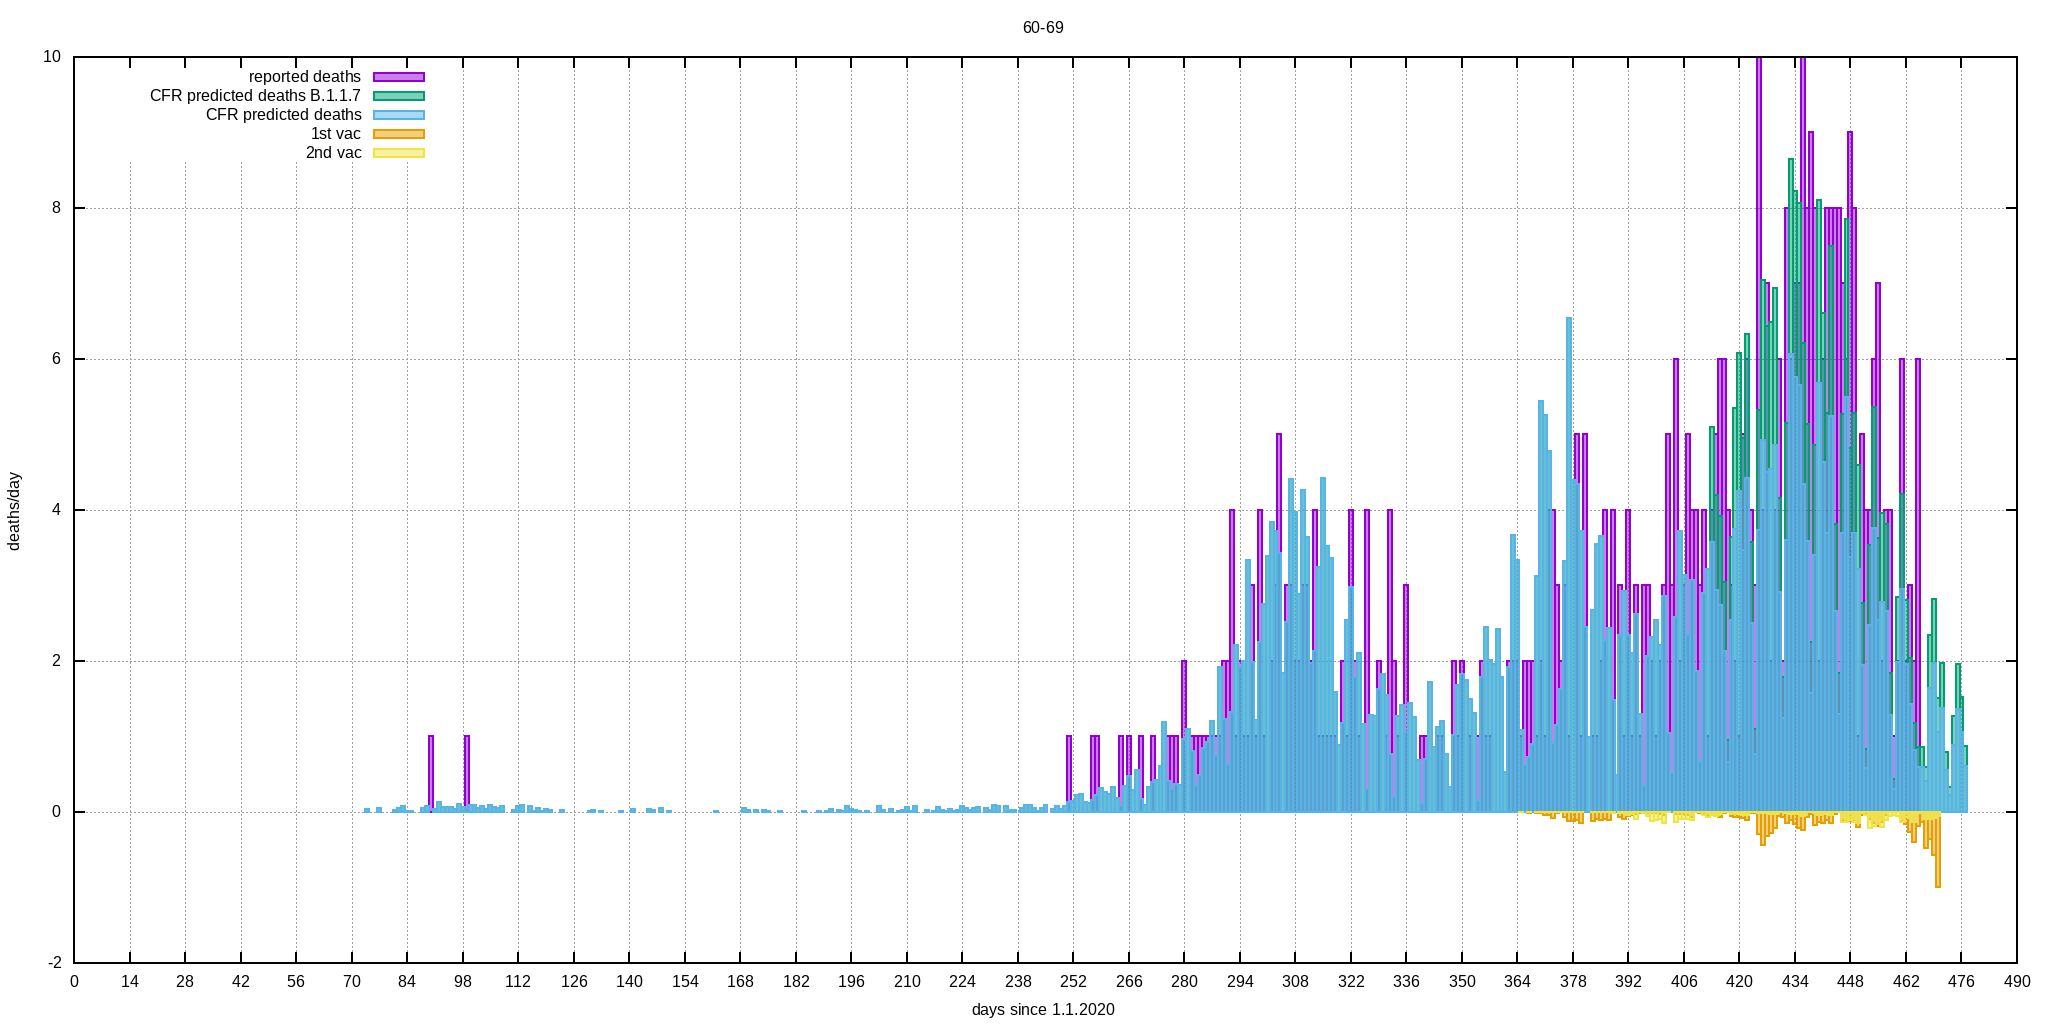 60-69
reported deaths
CFR predicted deaths B.1.1.7
CFR predicted deaths
1st vac
2nd vac
10
8
6
4
2
0
-2
deaths/day
0 14 28 42 56 70 84 98 112 126 140 154 168 182 196 210 224 238 252 266 280 294 308 322 336 350 364 378 392 406 420 434 448 462 476 490
days since 1.1.2020